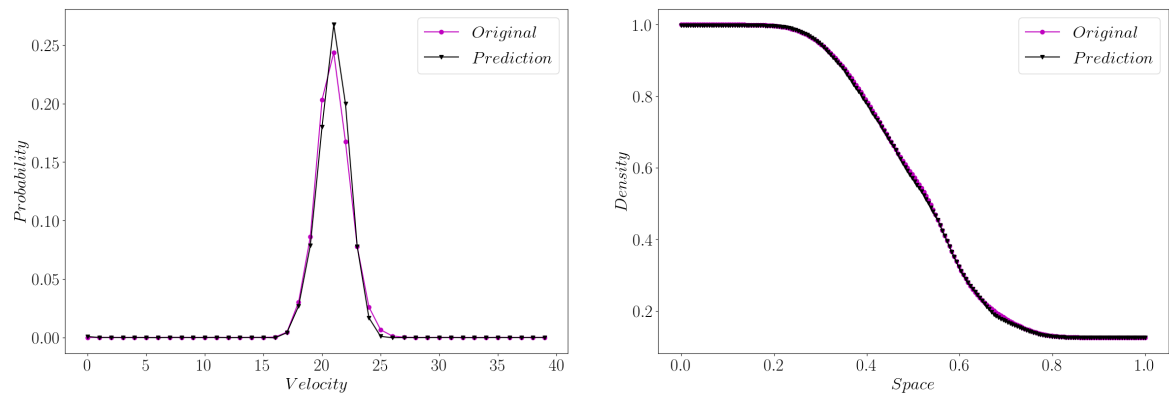 Original
Prediction
0.25
0.20
0.15
0.10
0.05
0.00
Probability
0 5 10 15 20 25 30 35 40
Velocity
Original
Prediction
1.0
0.8
0.6
0.4
0.2
Density
0.0 0.2 0.4 0.6 0.8 1.0
Space